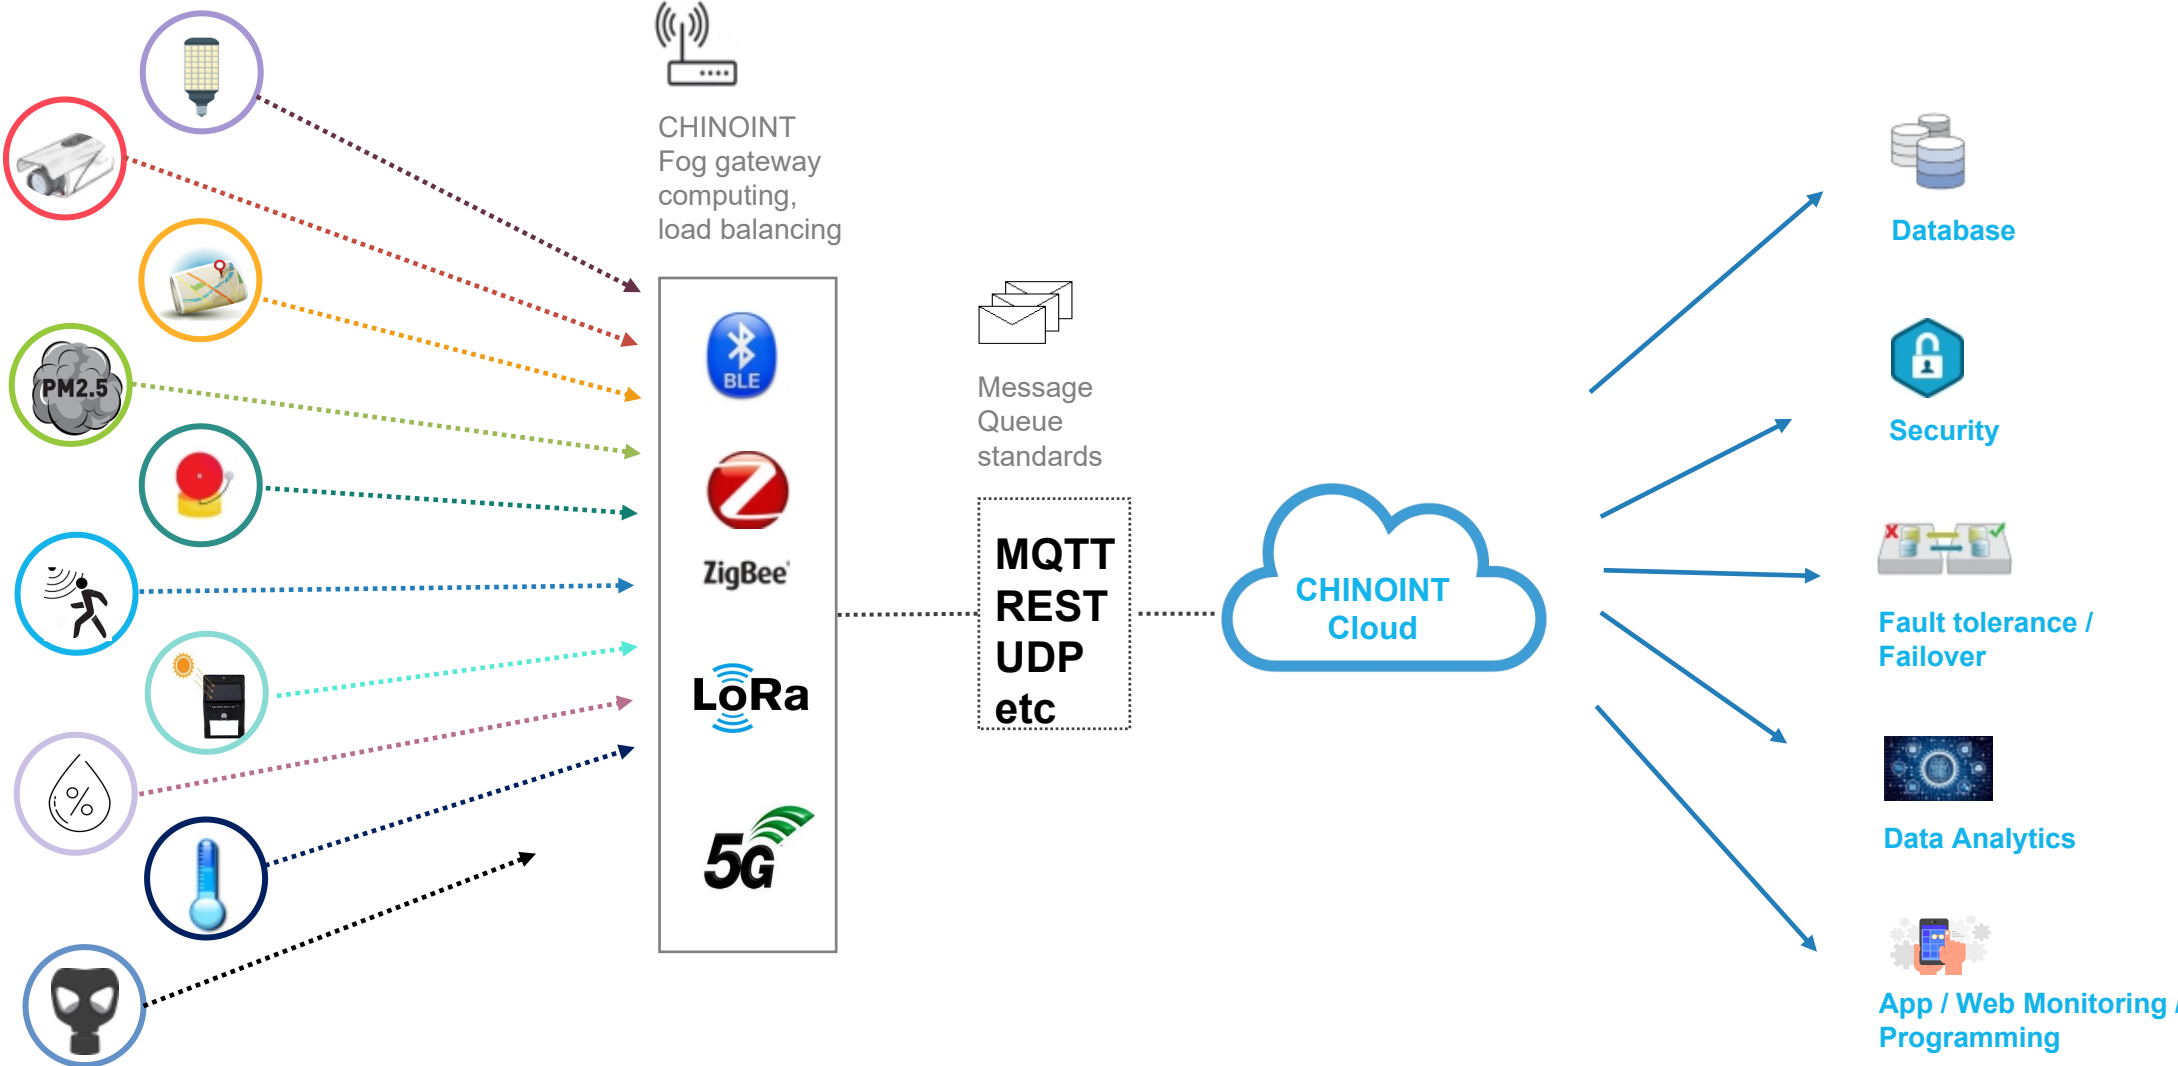 CHINOINT
Fog gateway
computing,
load balancing
PM2.5
BLE
ZigBee
LoRa
5G
Message
Queue
standards
MQTT
REST
UDP
etc
CHINOINT
Cloud
Database
Security
Fault tolerance /
Failover
Data Analytics
App / Web Monitoring /
Programming